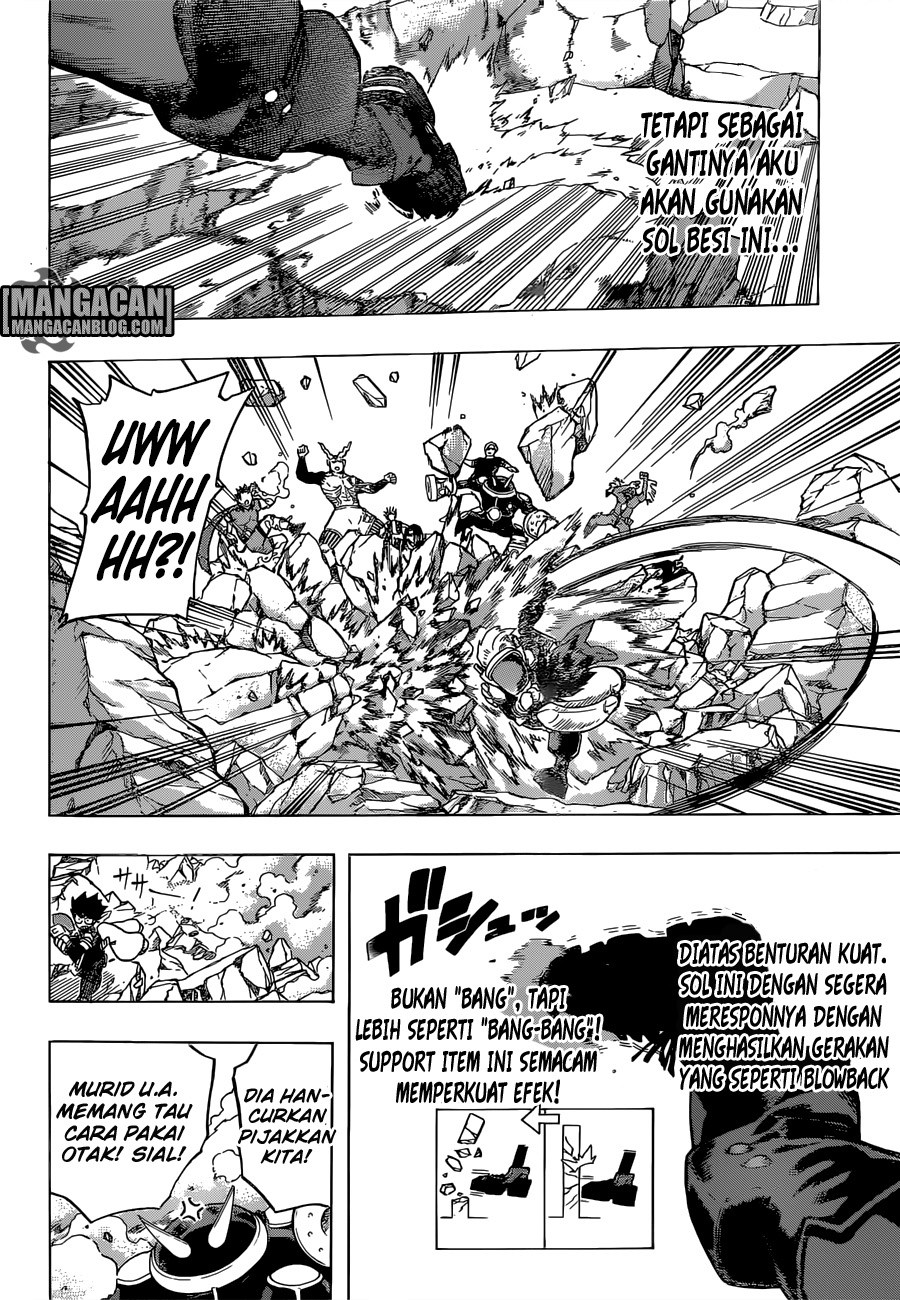 TETAPI SEBAGAI
GANTINYA AKU
AKAN GUNAKAN
SOL BESI INI...
MANGACAN
MANGACANBLOG.COM
UWW
AAHH
HH?!
ガシュッ
DIATAS BENTURAN KUAT.
SOL INI DENGAN SEGERA
MERESPONNYA DENGAN
MENGHASILKAN GERAKAN
YANG SEPERTI BLOWBACK
BUKAN "BANG", TAPI
LEBIH SEPERTI "BANG-BANG"!
SUPPORT ITEM INI SEMACAM
MEMPERKUAT EFEK!
ザザ
DIA HAN-
CURKAN
PIJAKKAN
KITA!
MURID U.A.
MEMANG TAU
CARA PAKAI
OTAK! SIAL!